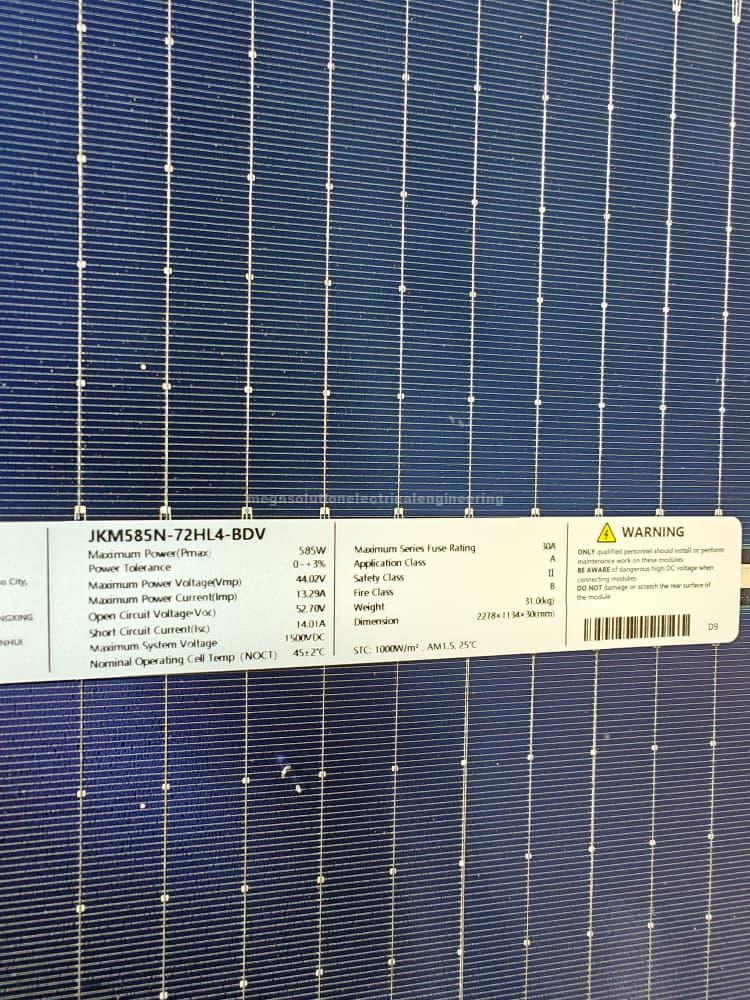 megasolutionelectricalengineering
o City,
NGXING
NHUI
JKM585N-72HL4-BDV
Maximum Power(Pmax) 585W
Power Tolerance 0~+3%
Maximum Power Voltage(Vmp) 44.02V
Maximum Power Current(Imp) 13.29A
Open Circuit Voltage(Voc) 52.70V
Short Circuit Current(Isc) 14.01A
Maximum System Voltage 1500VDC
Nominal Operating Cell Temp (NOCT) 45±2℃
Maximum Series Fuse Rating 30A
Application Class A
Safety Class II
Fire Class B
Weight 31.0(kg)
Dimension 2278×1134×30(mm)
STC: 1000W/m², AM1.5, 25℃
WARNING
ONLY qualified personnel should install or perform
maintenance work on these modules
BE AWARE of dangerous high DC voltage when
connecting modules
DO NOT damage or scratch the rear surface of
the module
D9